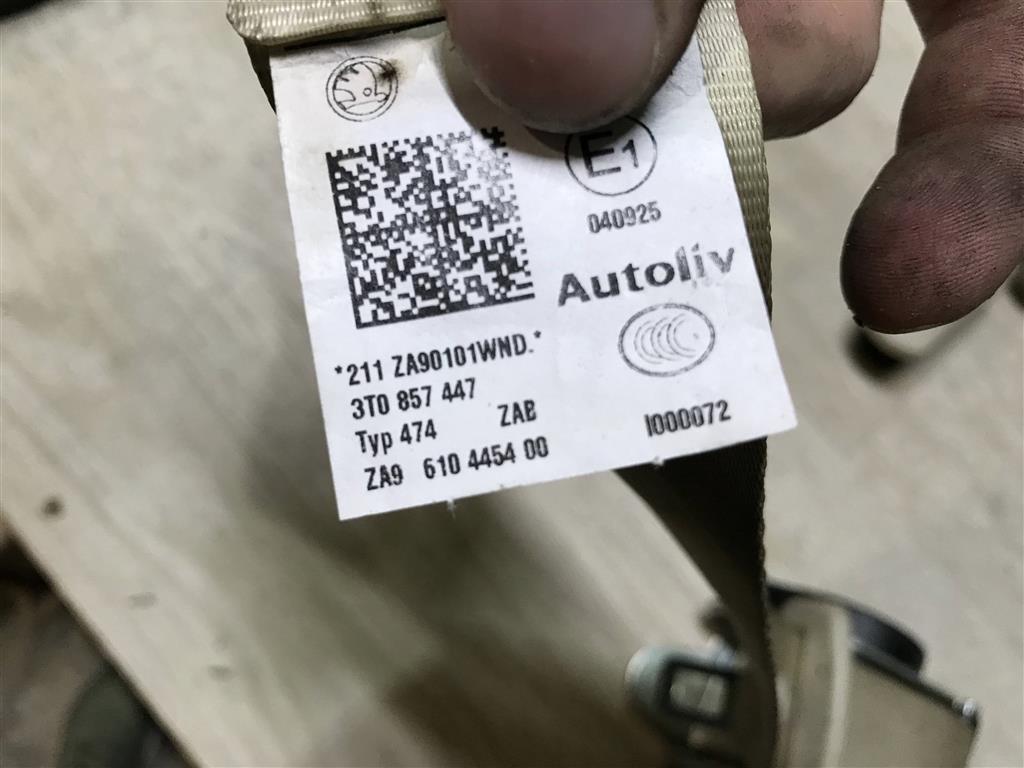 E1
040925
Autoliv
*211 ZA90101WND.*
3T0 857 447
Typ 474 ZAB
ZA9 610 4454 00
I000072